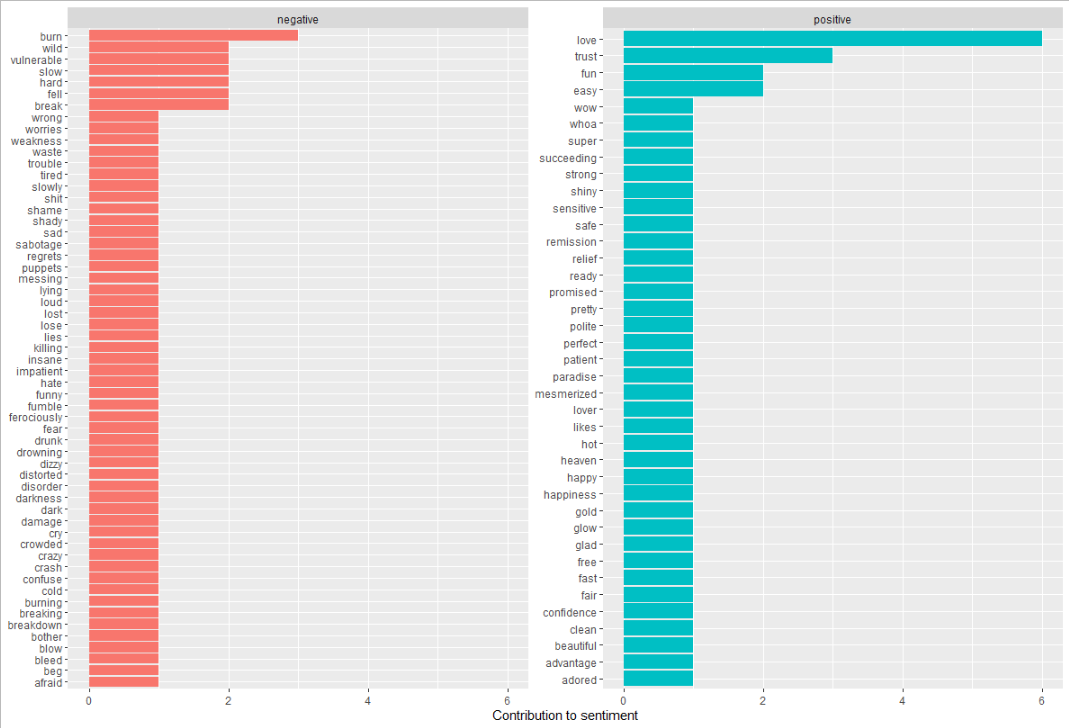 negative
burn
wild
vulnerable
slow
hard
fell
break
wrong
worries
weakness
waste
trouble
tired
slowly
shit
shame
shady
sad
sabotage
regrets
puppets
messing
lying
loud
lost
lose
lies
killing
insane
impatient
hate
funny
fumble
ferociously
fear
drunk
drowning
dizzy
distorted
disorder
darkness
dark
damage
cry
crowded
crazy
crash
confuse
cold
burning
breaking
breakdown
bother
blow
bleed
beg
afraid
0 2 4 6
positive
love
trust
fun
easy
wow
whoa
super
succeeding
strong
shiny
sensitive
safe
remission
relief
ready
promised
pretty
polite
perfect
patient
paradise
mesmerized
lover
likes
hot
heaven
happy
happiness
gold
glow
glad
free
fast
fair
confidence
clean
beautiful
advantage
adored
0 2 4 6
Contribution to sentiment